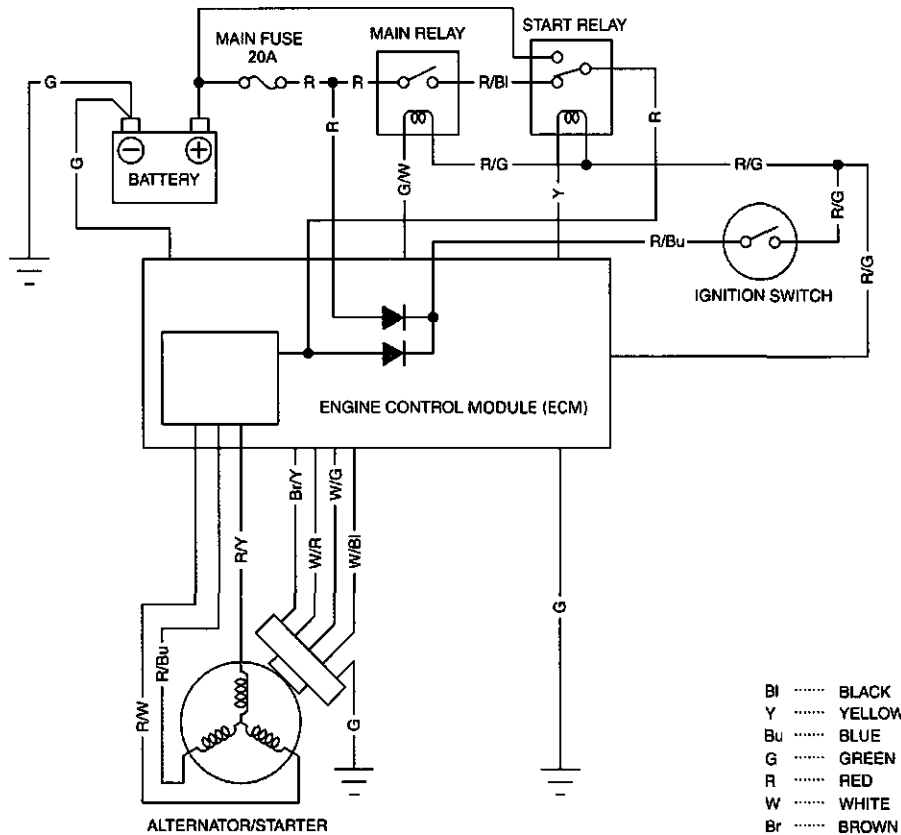 MAIN FUSE
20A
MAIN RELAY
START RELAY
G
R
R
R/Bl
G
R
R
BATTERY
G/W
R/G
Y
R/G
R/G
R/Bu
R/G
IGNITION SWITCH
ENGINE CONTROL MODULE (ECM)
Br/Y
W/R
W/G
W/Bl
R/Y
R/W
R/Bu
G
G
ALTERNATOR/STARTER
Bl ...... BLACK
Y ...... YELLOW
Bu ...... BLUE
G ...... GREEN
R ...... RED
W ...... WHITE
Br ...... BROWN